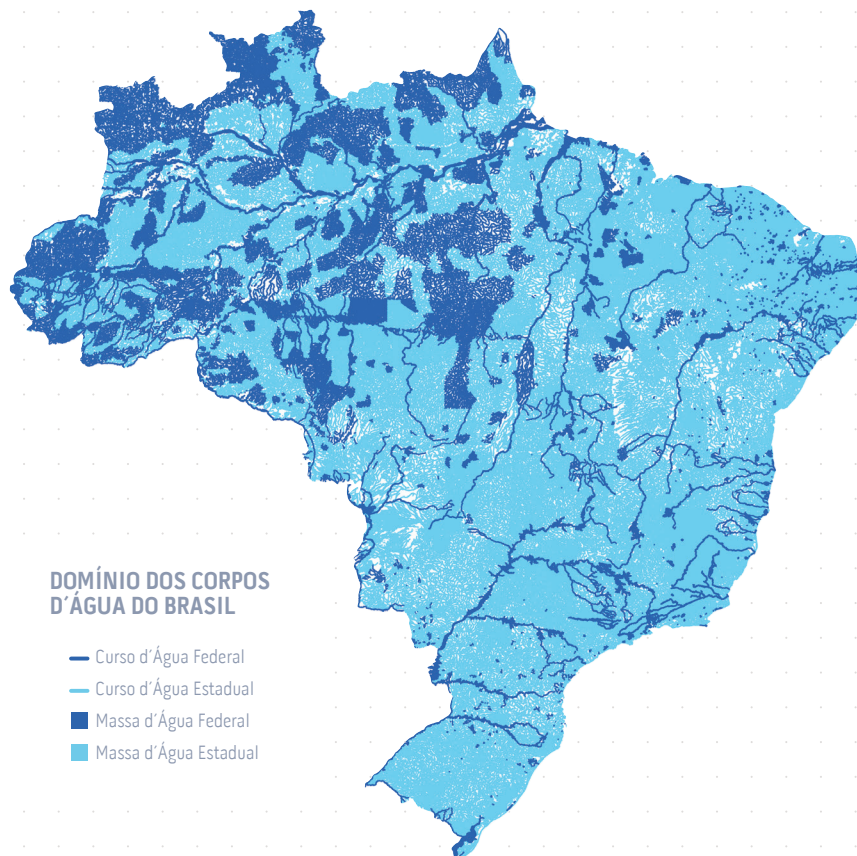 DOMÍNIO DOS CORPOS
D´ÁGUA DO BRASIL
Curso d´Água Federal
Curso d´Água Estadual
Massa d´Água Federal
Massa d´Água Estadual